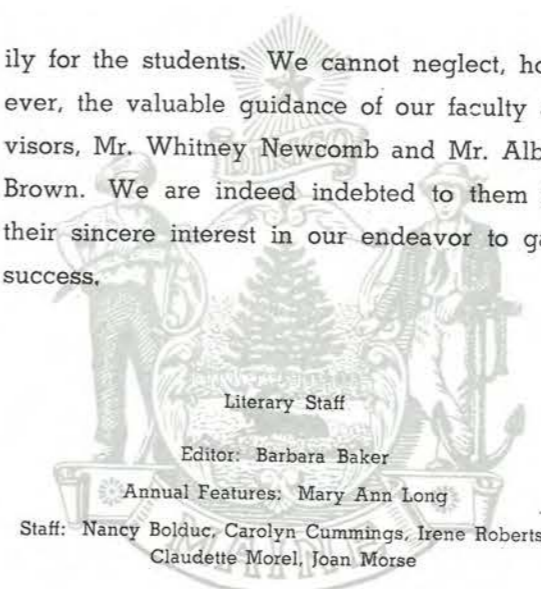 ily for the students. We cannot neglect, ho
ever, the valuable guidance of our faculty
visors, Mr. Whitney Newcomb and Mr. Alb
Brown. We are indeed indebted to them
their sincere interest in our endeavor to ga
success.
DIRIGO
Literary Staff
Editor: Barbara Baker
Annual Features: Mary Ann Long
Staff: Nancy Bolduc, Carolyn Cummings, Irene Roberts
Claudette Morel, Joan Morse
MAINE